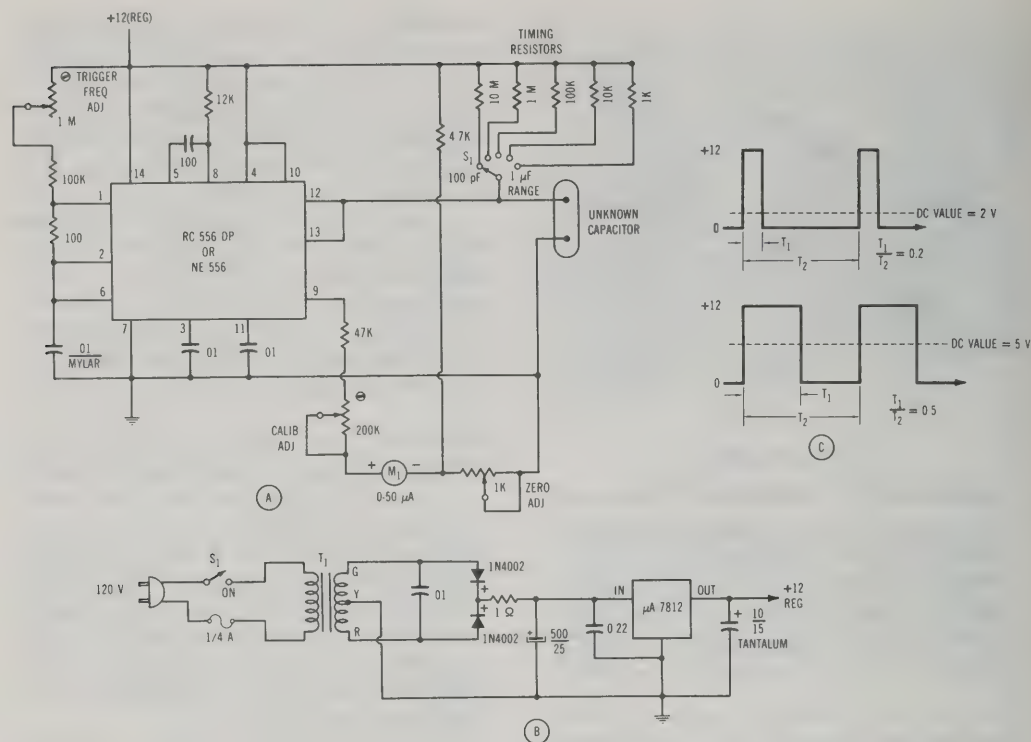 +12(REG)
TRIGGER
FREQ
ADJ
1 M
100K
100
12K
100
14
5
8
4
10
1
2
6
7
3
11
12
13
9
RC 556 DP
OR
NE 556
01
MYLAR
01
01
47K
200K
CALIB
ADJ
+
M1
-
0-50 μA
1K
ZERO
ADJ
4 7K
TIMING
RESISTORS
10 M
1 M
100K
10K
1K
S1
100 pF
1 μF
RANGE
UNKNOWN
CAPACITOR
A
+12
0
DC VALUE = 2 V
T1
T2
T1
T2
= 0.2
+12
0
DC VALUE = 5 V
T1
T2
T1
T2
= 0 5
C
120 V
S1
ON
1/4 A
T1
G
Y
R
01
1N4002
+
+
1N4002
1 Ω
+
500
25
0 22
IN
μA 7812
OUT
+12
REG
+
10
15
TANTALUM
B